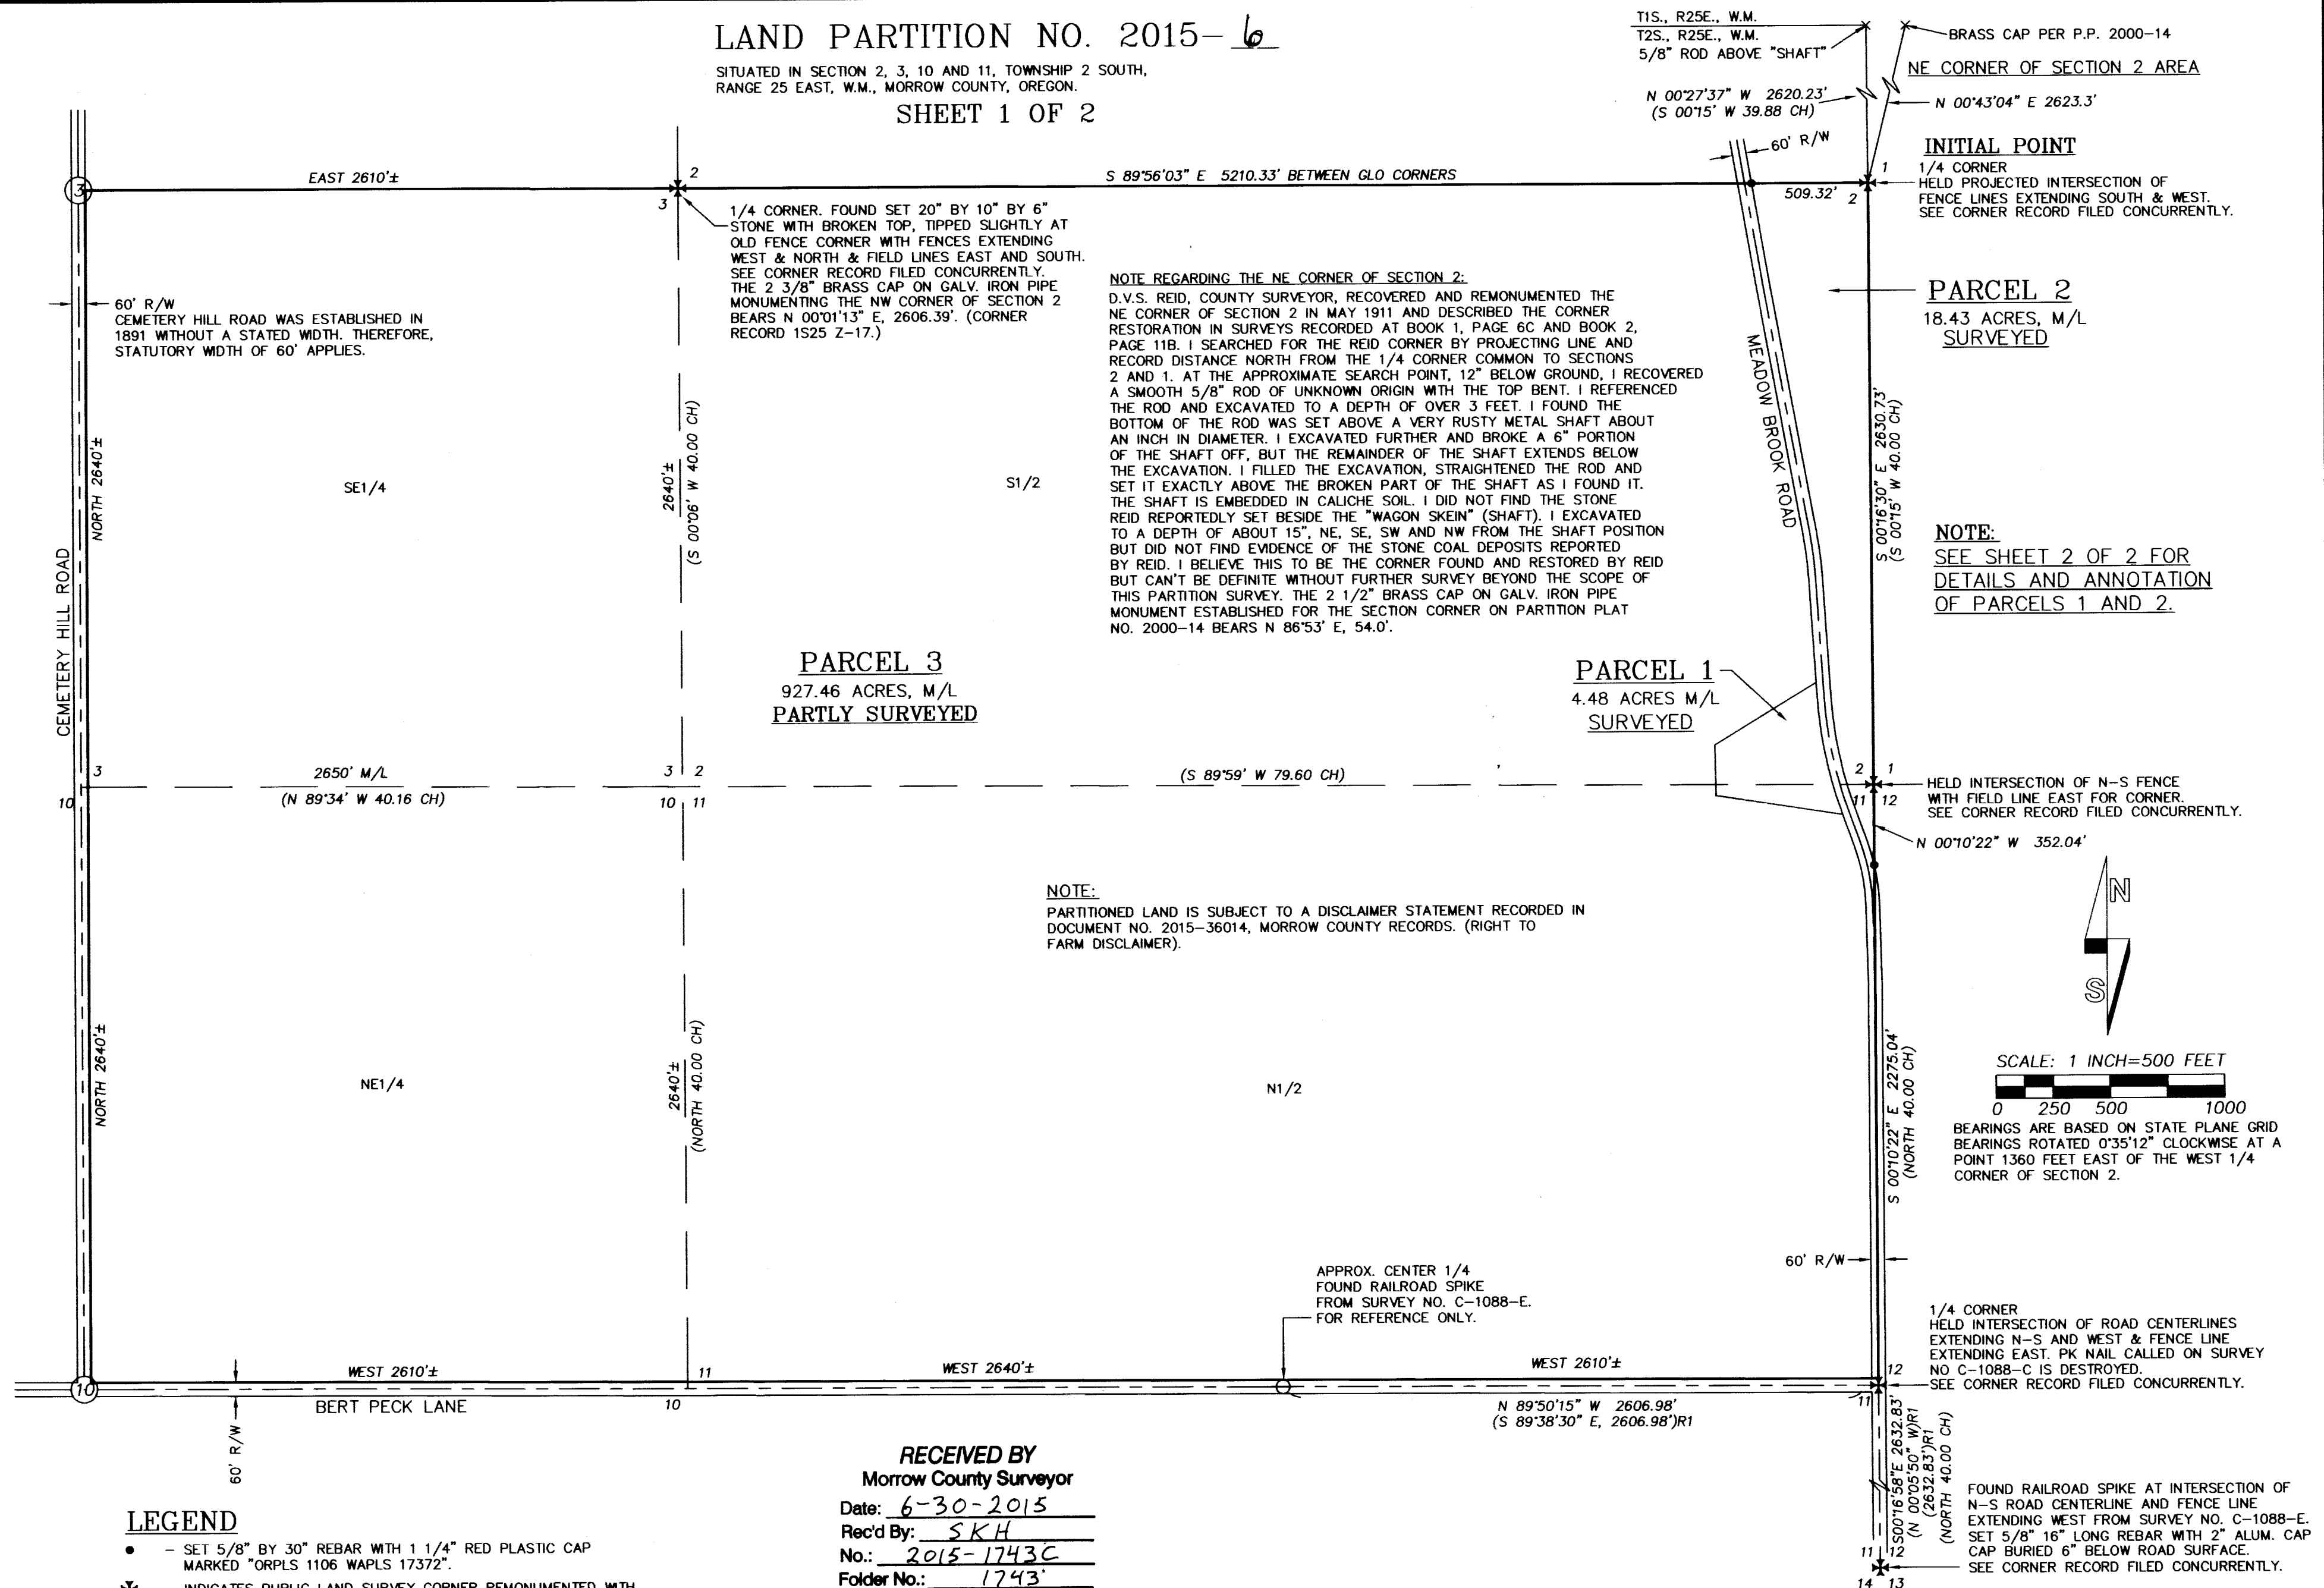 LAND PARTITION NO. 2015- 6
SITUATED IN SECTION 2, 3, 10 AND 11, TOWNSHIP 2 SOUTH,
RANGE 25 EAST, W.M., MORROW COUNTY, OREGON.
SHEET 1 OF 2
T1S., R25E., W.M.
T2S., R25E., W.M.
5/8" ROD ABOVE "SHAFT"
BRASS CAP PER P.P. 2000-14
NE CORNER OF SECTION 2 AREA
N 00°27'37" W 2620.23'
(S 00°15' W 39.88 CH)
N 00°43'04" E 2623.3'
60' R/W
INITIAL POINT
1/4 CORNER
HELD PROJECTED INTERSECTION OF
FENCE LINES EXTENDING SOUTH & WEST.
SEE CORNER RECORD FILED CONCURRENTLY.
1
2
3
EAST 2610'±
2
3
S 89°56'03" E 5210.33' BETWEEN GLO CORNERS
509.32'
1/4 CORNER. FOUND SET 20" BY 10" BY 6"
STONE WITH BROKEN TOP, TIPPED SLIGHTLY AT
OLD FENCE CORNER WITH FENCES EXTENDING
WEST & NORTH & FIELD LINES EAST AND SOUTH.
SEE CORNER RECORD FILED CONCURRENTLY.
THE 2 3/8" BRASS CAP ON GALV. IRON PIPE
MONUMENTING THE NW CORNER OF SECTION 2
BEARS N 00°01'13" E, 2606.39'. (CORNER
RECORD 1S25 Z-17.)
60' R/W
CEMETERY HILL ROAD WAS ESTABLISHED IN
1891 WITHOUT A STATED WIDTH. THEREFORE,
STATUTORY WIDTH OF 60' APPLIES.
NOTE REGARDING THE NE CORNER OF SECTION 2:
D.V.S. REID, COUNTY SURVEYOR, RECOVERED AND REMONUMENTED THE
NE CORNER OF SECTION 2 IN MAY 1911 AND DESCRIBED THE CORNER
RESTORATION IN SURVEYS RECORDED AT BOOK 1, PAGE 6C AND BOOK 2,
PAGE 11B. I SEARCHED FOR THE REID CORNER BY PROJECTING LINE AND
RECORD DISTANCE NORTH FROM THE 1/4 CORNER COMMON TO SECTIONS
2 AND 1. AT THE APPROXIMATE SEARCH POINT, 12" BELOW GROUND, I RECOVERED
A SMOOTH 5/8" ROD OF UNKNOWN ORIGIN WITH THE TOP BENT. I REFERENCED
THE ROD AND EXCAVATED TO A DEPTH OF OVER 3 FEET. I FOUND THE
BOTTOM OF THE ROD WAS SET ABOVE A VERY RUSTY METAL SHAFT ABOUT
AN INCH IN DIAMETER. I EXCAVATED FURTHER AND BROKE A 6" PORTION
OF THE SHAFT OFF, BUT THE REMAINDER OF THE SHAFT EXTENDS BELOW
THE EXCAVATION. I FILLED THE EXCAVATION, STRAIGHTENED THE ROD AND
SET IT EXACTLY ABOVE THE BROKEN PART OF THE SHAFT AS I FOUND IT.
THE SHAFT IS EMBEDDED IN CALICHE SOIL. I DID NOT FIND THE STONE
REID REPORTEDLY SET BESIDE THE "WAGON SKEIN" (SHAFT). I EXCAVATED
TO A DEPTH OF ABOUT 15", NE, SE, SW AND NW FROM THE SHAFT POSITION
BUT DID NOT FIND EVIDENCE OF THE STONE COAL DEPOSITS REPORTED
BY REID. I BELIEVE THIS TO BE THE CORNER FOUND AND RESTORED BY REID
BUT CAN'T BE DEFINITE WITHOUT FURTHER SURVEY BEYOND THE SCOPE OF
THIS PARTITION SURVEY. THE 2 1/2" BRASS CAP ON GALV. IRON PIPE
MONUMENT ESTABLISHED FOR THE SECTION CORNER ON PARTITION PLAT
NO. 2000-14 BEARS N 86°53' E, 54.0'.
PARCEL 2
18.43 ACRES, M/L
SURVEYED
MEADOW BROOK ROAD
S 00°16'30" E 2630.73'
(S 00°15' W 40.00 CH)
NOTE:
SEE SHEET 2 OF 2 FOR
DETAILS AND ANNOTATION
OF PARCELS 1 AND 2.
CEMETERY HILL ROAD
NORTH 2640'±
SE1/4
2640'±
(S 00°06' W 40.00 CH)
S1/2
PARCEL 3
927.46 ACRES, M/L
PARTLY SURVEYED
PARCEL 1
4.48 ACRES M/L
SURVEYED
3
10
2650' M/L
(N 89°34' W 40.16 CH)
3 2
10 11
(S 89°59' W 79.60 CH)
2 1
11 12
HELD INTERSECTION OF N-S FENCE
WITH FIELD LINE EAST FOR CORNER.
SEE CORNER RECORD FILED CONCURRENTLY.
N 00°10'22" W 352.04'
NOTE:
PARTITIONED LAND IS SUBJECT TO A DISCLAIMER STATEMENT RECORDED IN
DOCUMENT NO. 2015-36014, MORROW COUNTY RECORDS. (RIGHT TO
FARM DISCLAIMER).
N
S
NORTH 2640'±
NE1/4
2640'±
(NORTH 40.00 CH)
N1/2
S 00°10'22" E 2275.04'
(NORTH 40.00 CH)
SCALE: 1 INCH=500 FEET
0 250 500 1000
BEARINGS ARE BASED ON STATE PLANE GRID
BEARINGS ROTATED 0°35'12" CLOCKWISE AT A
POINT 1360 FEET EAST OF THE WEST 1/4
CORNER OF SECTION 2.
60' R/W
APPROX. CENTER 1/4
FOUND RAILROAD SPIKE
FROM SURVEY NO. C-1088-E.
FOR REFERENCE ONLY.
1/4 CORNER
HELD INTERSECTION OF ROAD CENTERLINES
EXTENDING N-S AND WEST & FENCE LINE
EXTENDING EAST. PK NAIL CALLED ON SURVEY
NO C-1088-C IS DESTROYED.
SEE CORNER RECORD FILED CONCURRENTLY.
10
WEST 2610'±
11
10
WEST 2640'±
WEST 2610'±
12
11
BERT PECK LANE
60' R/W
N 89°50'15" W 2606.98'
(S 89°38'30" E, 2606.98')R1
S00°16'58"E 2632.83'
(N 00°05'50" W)R1
(2632.83')R1
(NORTH 40.00 CH)
RECEIVED BY
Morrow County Surveyor
Date: 6-30-2015
Rec'd By: SKH
No.: 2015-1743C
Folder No.: 1743
FOUND RAILROAD SPIKE AT INTERSECTION OF
N-S ROAD CENTERLINE AND FENCE LINE
EXTENDING WEST FROM SURVEY NO. C-1088-E.
SET 5/8" 16" LONG REBAR WITH 2" ALUM. CAP
CAP BURIED 6" BELOW ROAD SURFACE.
SEE CORNER RECORD FILED CONCURRENTLY.
11 12
14 13
LEGEND
- SET 5/8" BY 30" REBAR WITH 1 1/4" RED PLASTIC CAP
MARKED "ORPLS 1106 WAPLS 17372".
INDICATES PUBLIC LAND SURVEY CORNER REMONUMENTED WITH